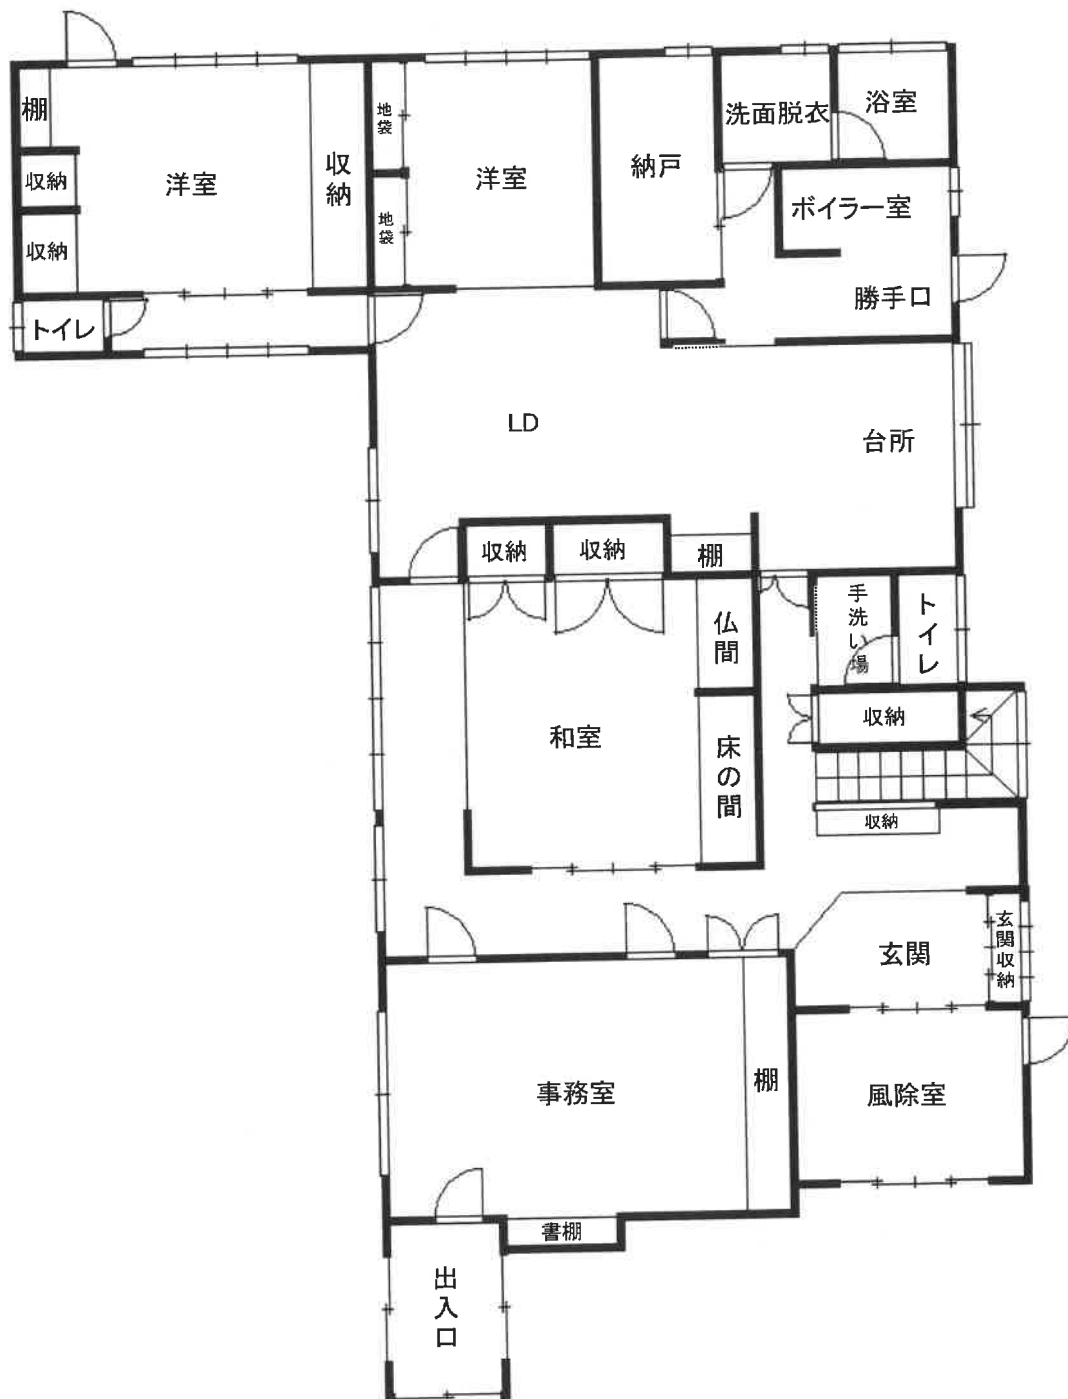 棚
収納
収納
洋室
収納
地袋
地袋
洋室
納戸
洗面脱衣
浴室
ボイラー室
勝手口
トイレ
LD
台所
収納
収納
棚
仏間
手洗い場
トイレ
和室
床の間
収納
収納
玄関
玄関収納
事務室
棚
風除室
書棚
出入口